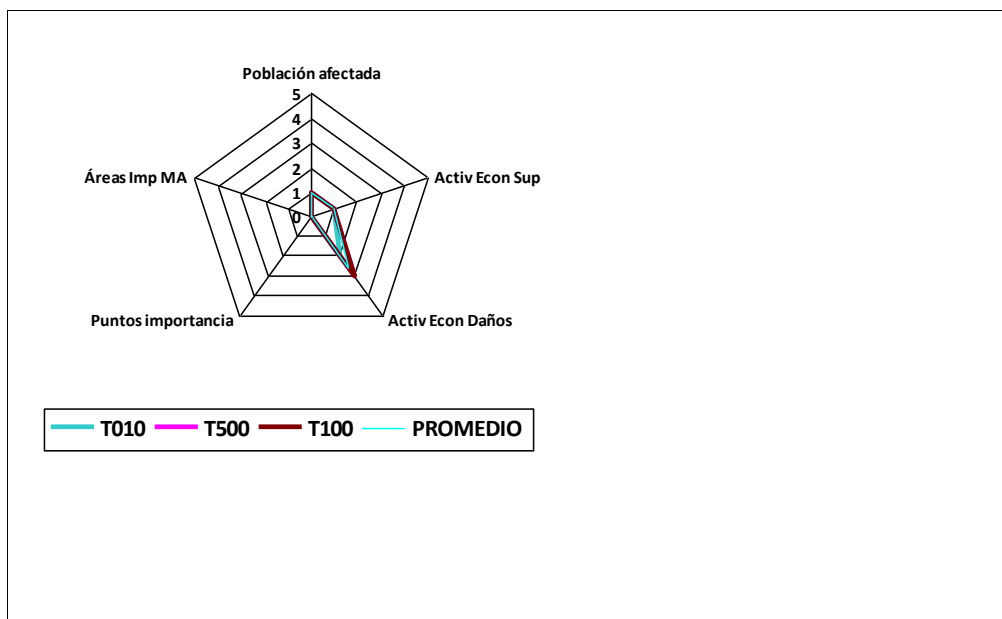 Población afectada
5
4
3
2
1
0
Áreas Imp MA
Activ Econ Sup
Puntos importancia
Activ Econ Daños
T010 T500 T100 PROMEDIO